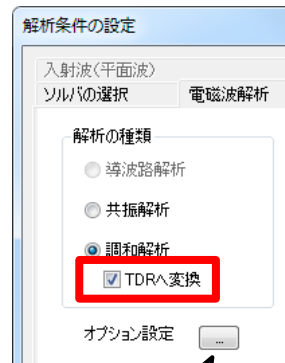 解析条件の設定
入射波(平面波)
ソルバの選択 電磁波解析
解析の種類
導波路解析
共振解析
調和解析
TDRへ変換
オプション設定 ...